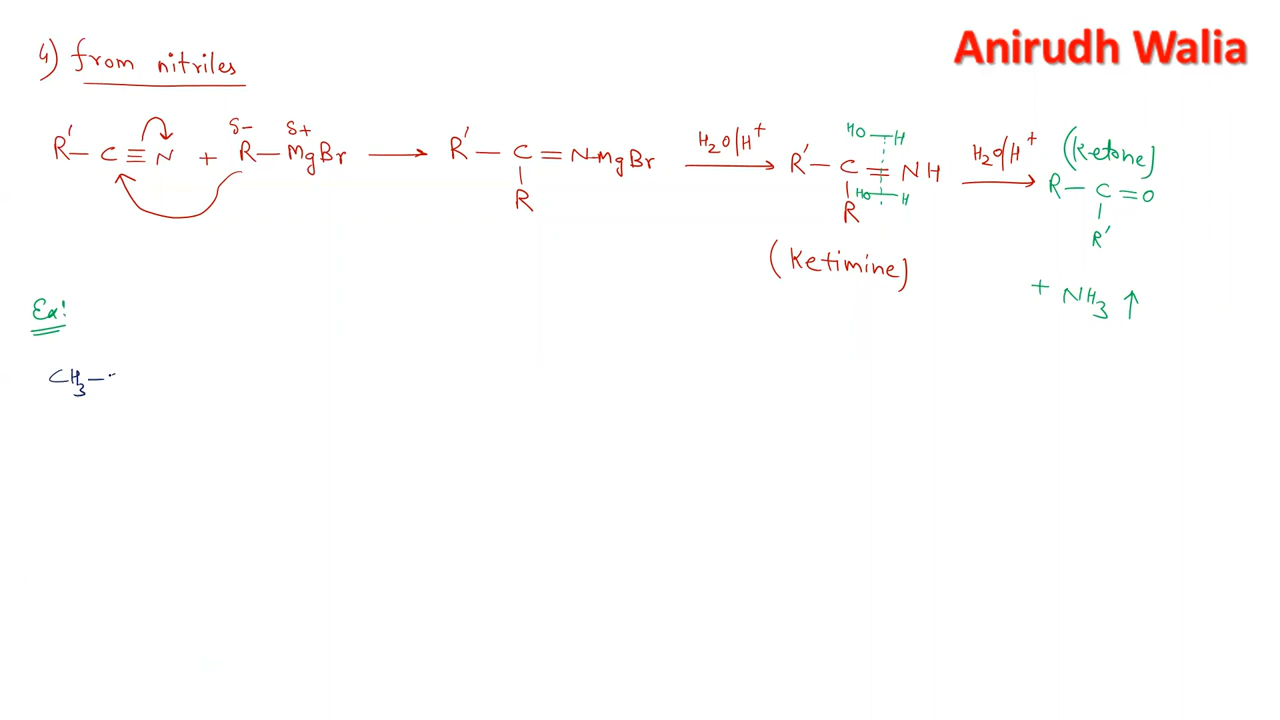 Anirudh Walia
4) from nitriles
R' — C ≡ N + R — MgBr → R' — C = N—MgBr H2O/H+ → R' — C = NH H2O/H+ → R — C = O
δ− δ+
HO — H
HO — H
(Ketone)
R
R
R'
(Ketimine)
+ NH3 ↑
Ex:
CH3 –